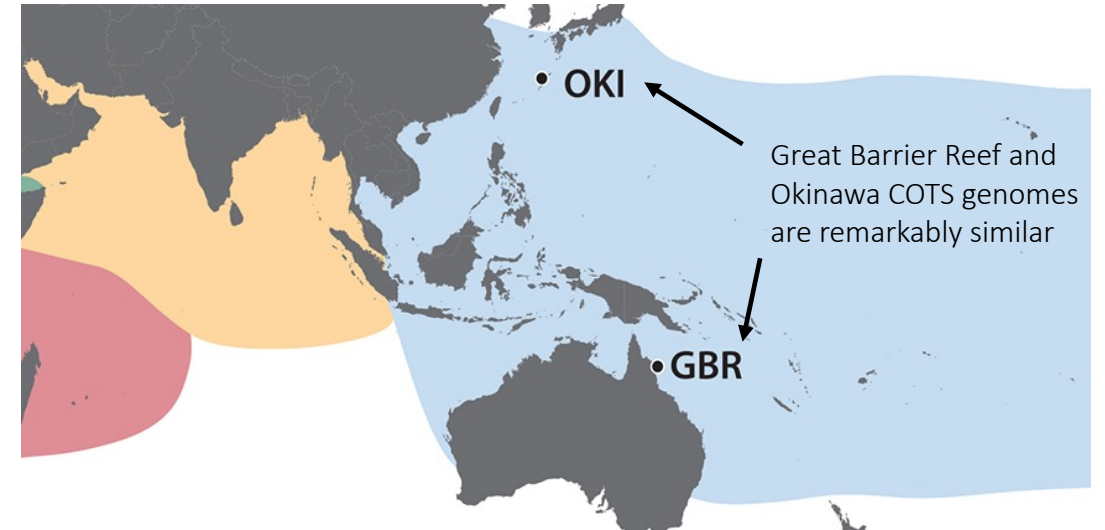 OKI
Great Barrier Reef and
Okinawa COTS genomes
are remarkably similar
GBR